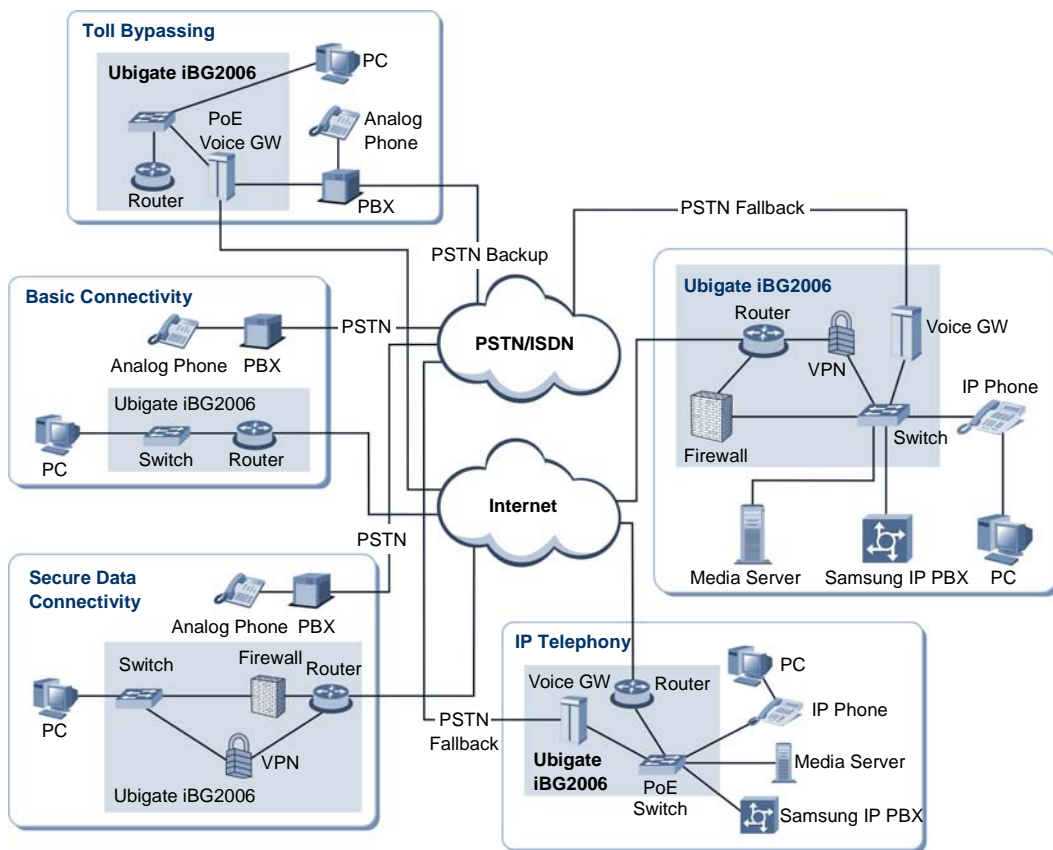 Toll Bypassing
Ubigate iBG2006
PC
PoE
Voice GW
Analog
Phone
Router
PBX
PSTN Backup
PSTN Fallback
Basic Connectivity
Analog Phone
PBX
PSTN
Ubigate iBG2006
PC
Switch
Router
PSTN/ISDN
Internet
Ubigate iBG2006
Router
VPN
Voice GW
IP Phone
Firewall
Switch
Media Server
Samsung IP PBX
PC
PSTN
Secure Data
Connectivity
Analog Phone
PBX
Switch
Firewall
Router
PC
VPN
Ubigate iBG2006
PSTN
Fallback
IP Telephony
Voice GW
Router
PC
IP Phone
Ubigate
iBG2006
PoE
Switch
Media Server
Samsung IP PBX